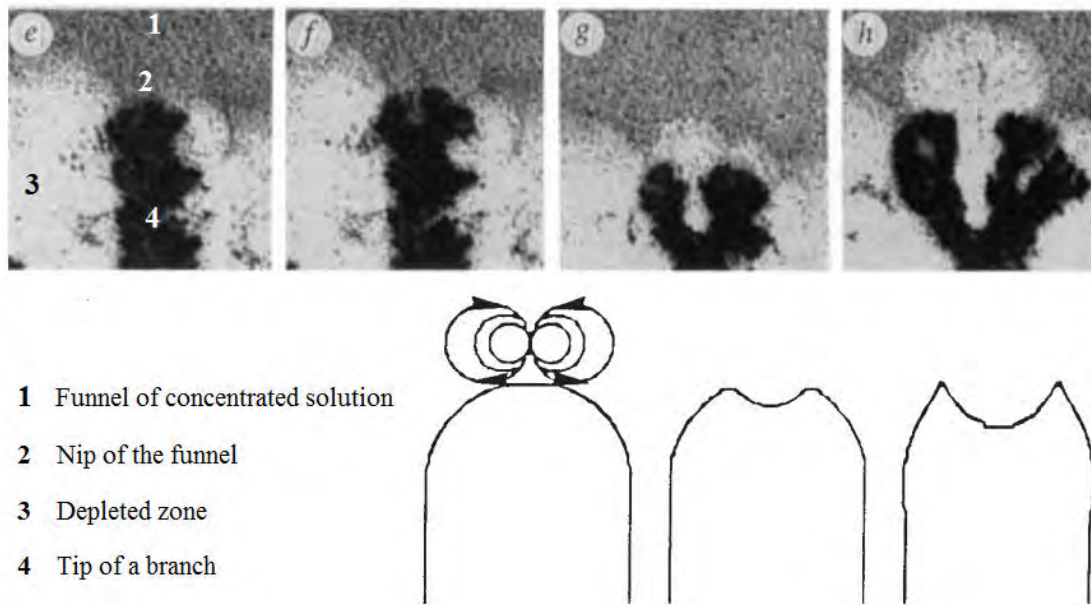 e 1 2 3 4
f
g
h
1 Funnel of concentrated solution
2 Nip of the funnel
3 Depleted zone
4 Tip of a branch